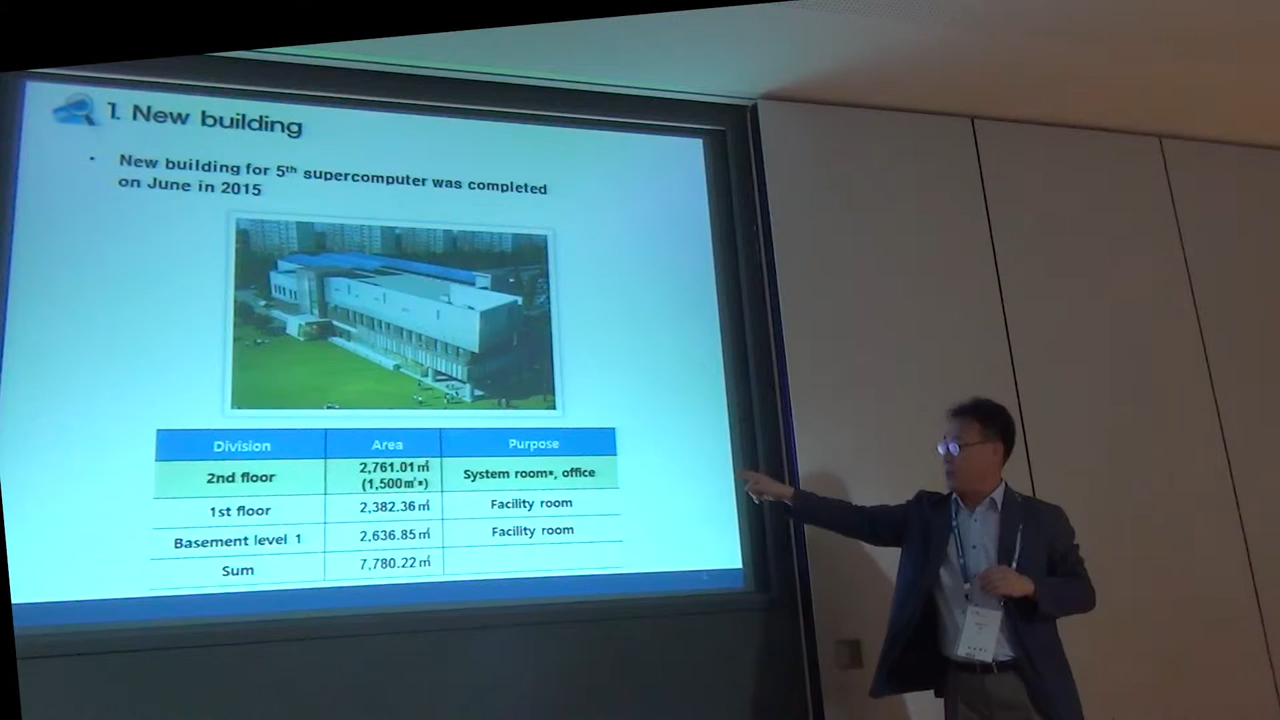 1. New building
• New building for 5th supercomputer was completed
on June in 2015
Division Area Purpose
2nd floor 2,761.01㎡ (1,500㎡*) System room*, office
1st floor 2,382.36㎡ Facility room
Basement level 1 2,636.85㎡ Facility room
Sum 7,780.22㎡